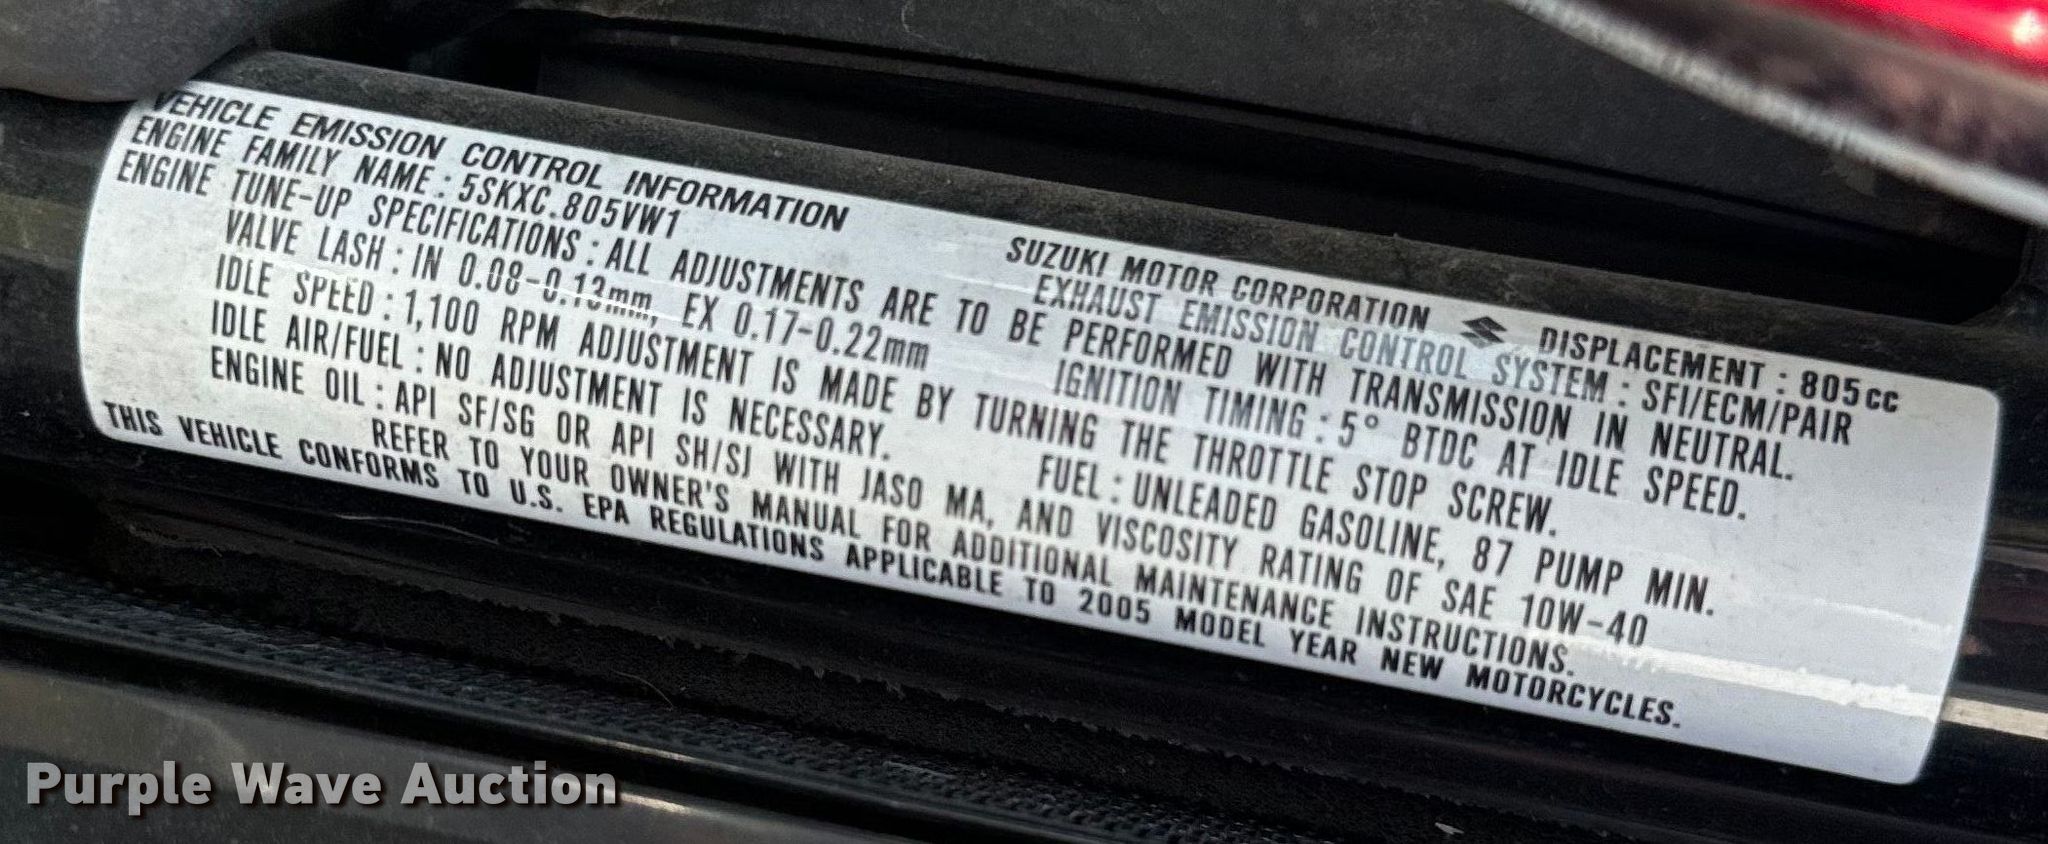 VEHICLE EMISSION CONTROL INFORMATION
SUZUKI MOTOR CORPORATION DISPLACEMENT : 805cc
ENGINE FAMILY NAME : 5SKXC.805VW1
EXHAUST EMISSION CONTROL SYSTEM : SFI/ECM/PAIR
ENGINE TUNE-UP SPECIFICATIONS : ALL ADJUSTMENTS ARE TO BE PERFORMED WITH TRANSMISSION IN NEUTRAL.
VALVE LASH : IN 0.08-0.13mm, EX 0.17-0.22mm IGNITION TIMING : 5° BTDC AT IDLE SPEED.
IDLE SPEED : 1,100 RPM ADJUSTMENT IS MADE BY TURNING THE THROTTLE STOP SCREW.
IDLE AIR/FUEL : NO ADJUSTMENT IS NECESSARY. FUEL : UNLEADED GASOLINE, 87 PUMP MIN.
ENGINE OIL : API SF/SG OR API SH/SJ WITH JASO MA, AND VISCOSITY RATING OF SAE 10W-40
REFER TO YOUR OWNER'S MANUAL FOR ADDITIONAL MAINTENANCE INSTRUCTIONS.
THIS VEHICLE CONFORMS TO U.S. EPA REGULATIONS APPLICABLE TO 2005 MODEL YEAR NEW MOTORCYCLES.
Purple Wave Auction